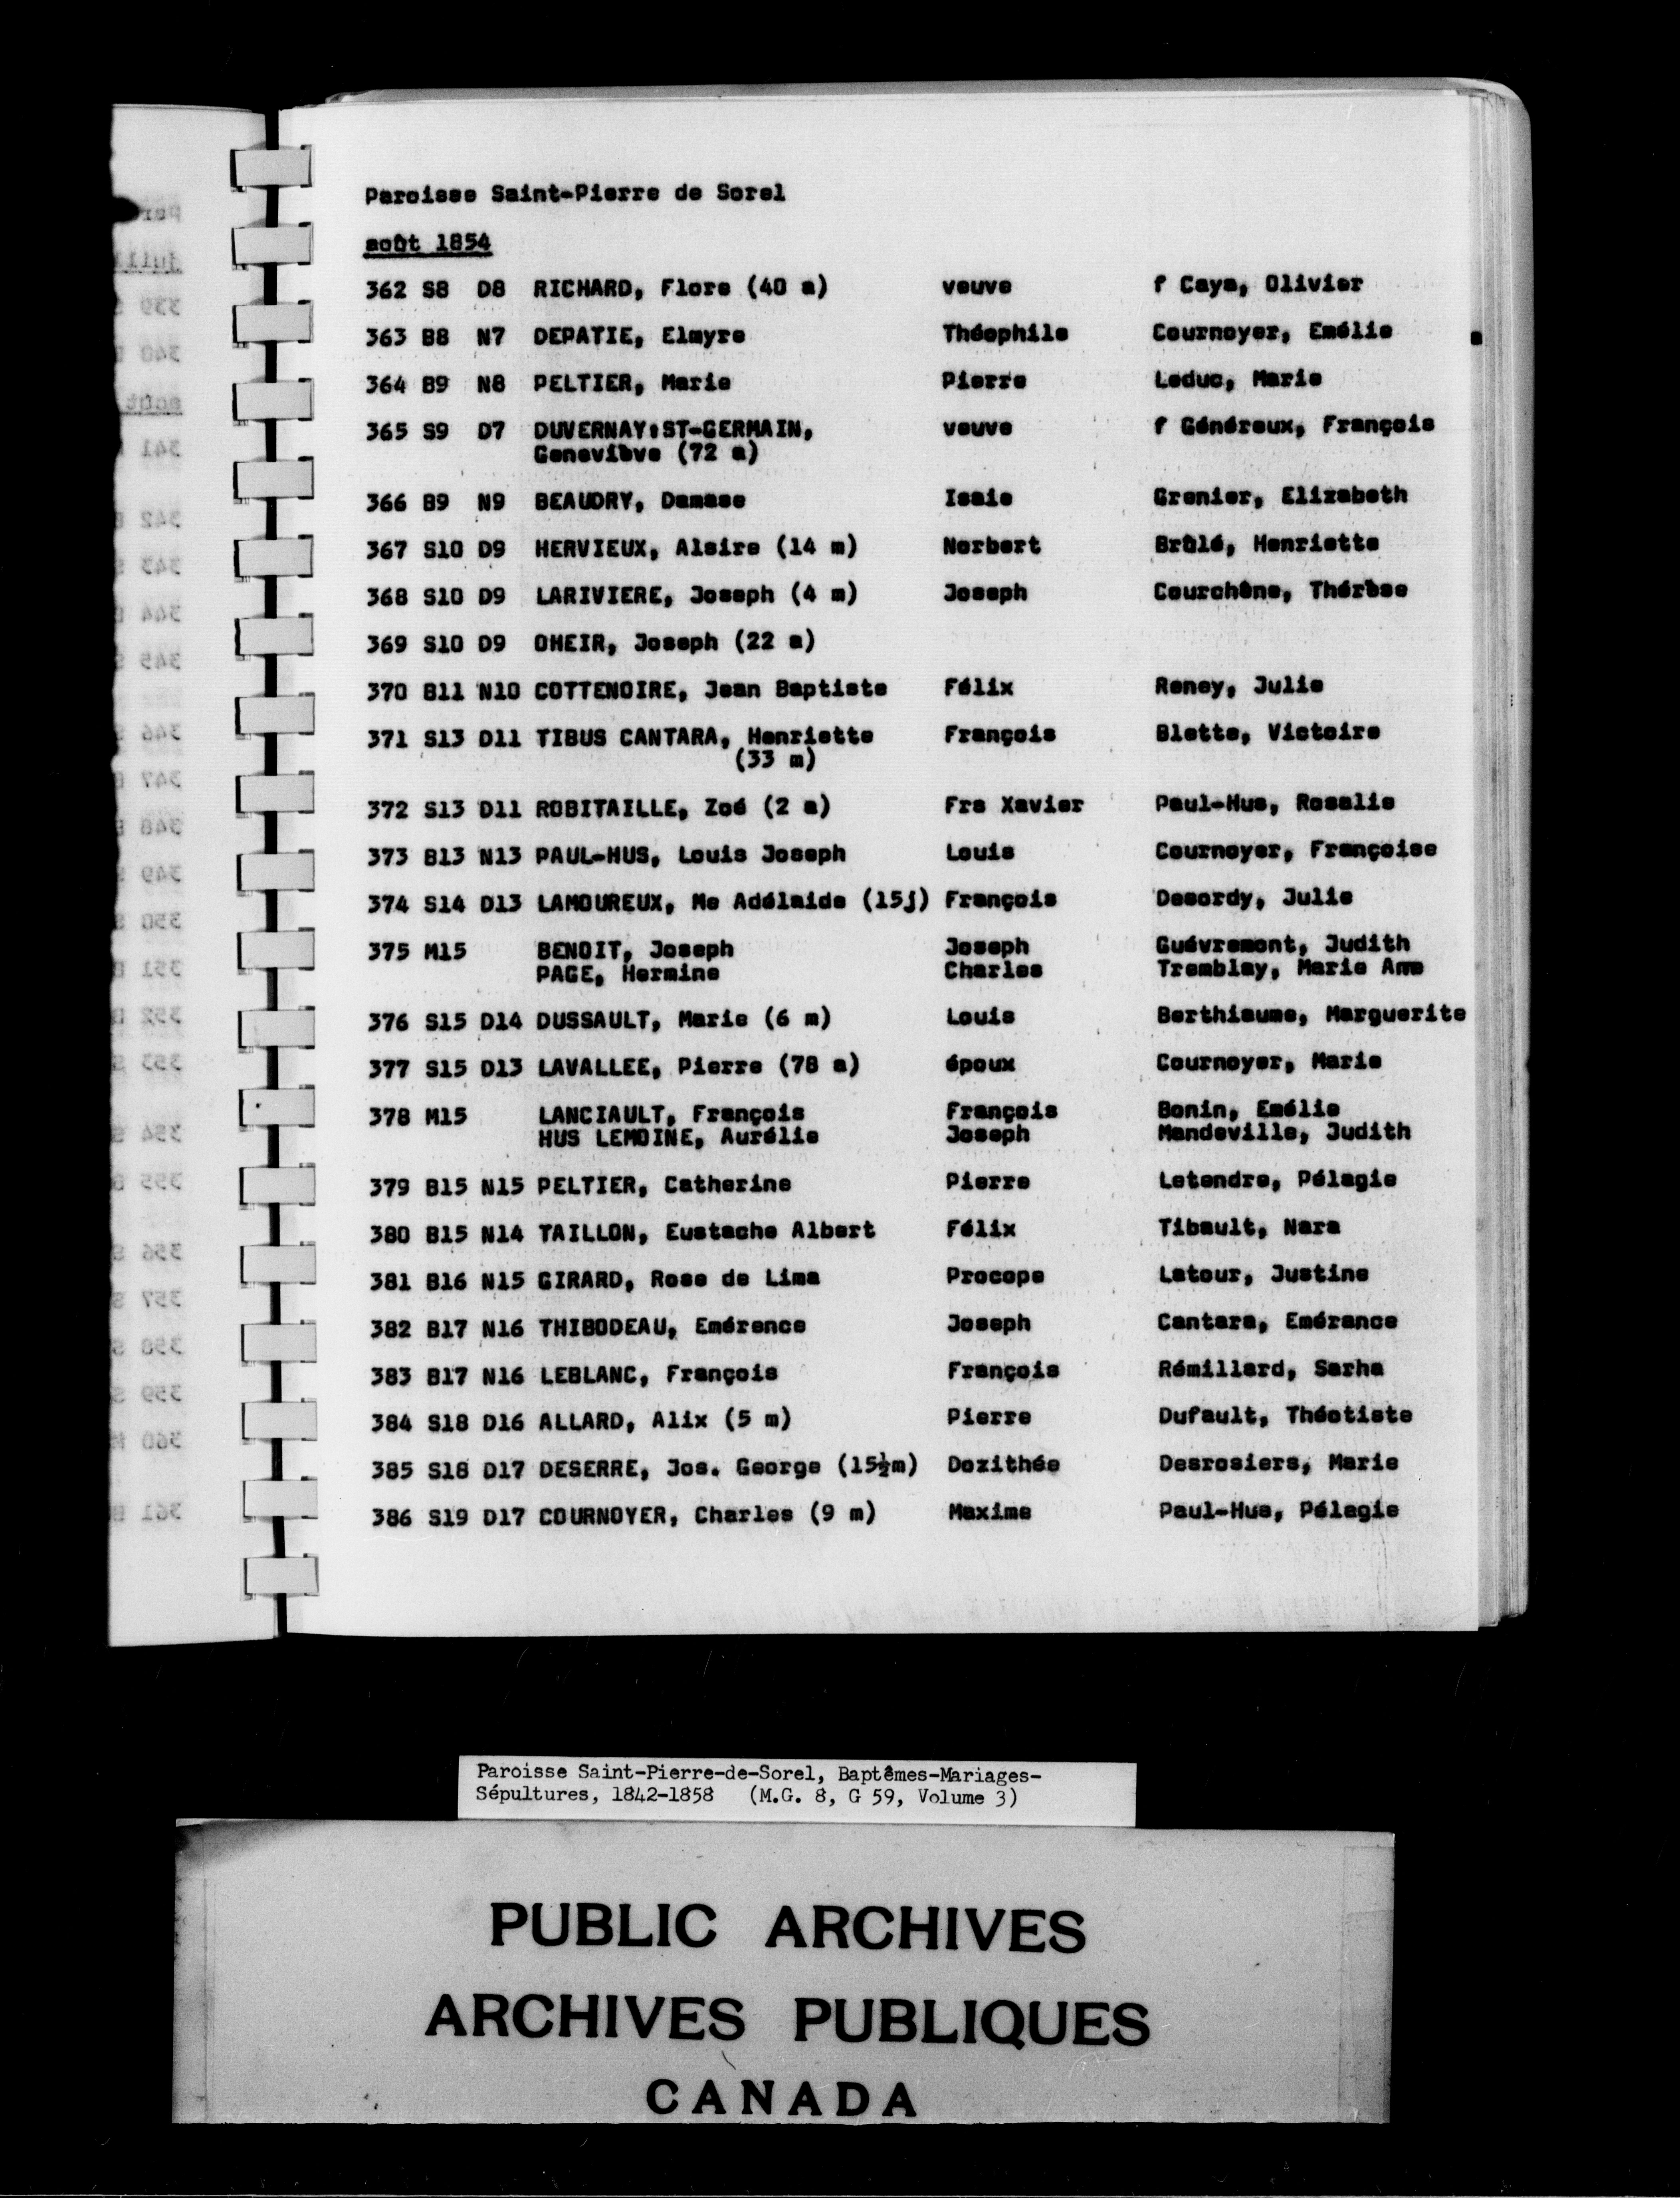 Paroisse Saint-Pierre de Sorel
août 1854
362 S8 D8 RICHARD, Flore (40 a) veuve f Caya, Olivier
363 B8 N7 DEPATIE, Elmyre Théophile Cournoyer, Emélie
364 B9 N8 PELTIER, Marie Pierre Leduc, Marie
365 S9 D7 DUVERNAY:ST-GERMAIN, veuve f Généreux, François
Geneviève (72 a)
366 B9 N9 BEAUDRY, Damase Isaie Grenier, Elizabeth
367 S10 D9 HERVIEUX, Alsire (14 m) Norbert Brûlé, Henriette
368 S10 D9 LARIVIERE, Joseph (4 m) Joseph Courchêne, Thérèse
369 S10 D9 OHEIR, Joseph (22 a)
370 B11 N10 COTTENOIRE, Jean Baptiste Félix Reney, Julie
371 S13 D11 TIBUS CANTARA, Henriette François Blette, Victoire
(33 m)
372 S13 D11 ROBITAILLE, Zoé (2 a) Frs Xavier Paul-Hus, Rosalie
373 B13 N13 PAUL-HUS, Louis Joseph Louis Cournoyer, Françoise
374 S14 D13 LAMOUREUX, Me Adélaide (15j) François Desordy, Julie
375 M15 BENOIT, Joseph Joseph Guévremont, Judith
PAGE, Hermine Charles Tremblay, Marie Ann
376 S15 D14 DUSSAULT, Marie (6 m) Louis Berthiaume, Marguerite
377 S15 D13 LAVALLEE, Pierre (78 a) époux Cournoyer, Marie
378 M15 LANCIAULT, François François Bonin, Emélie
HUS LEMOINE, Aurélie Joseph Mandeville, Judith
379 B15 N15 PELTIER, Catherine Pierre Letendre, Pélagie
380 B15 N14 TAILLON, Eustache Albert Félix Tibault, Nara
381 B16 N15 GIRARD, Rose de Lima Procope Latour, Justine
382 B17 N16 THIBODEAU, Emérence Joseph Cantara, Emérance
383 B17 N16 LEBLANC, François François Rémillard, Sarha
384 S18 D16 ALLARD, Alix (5 m) Pierre Dufault, Théotiste
385 S18 D17 DESERRE, Jos. George (15½m) Dozithée Desrosiers, Marie
386 S19 D17 COURNOYER, Charles (9 m) Maxime Paul-Hus, Pélagie
Paroisse Saint-Pierre-de-Sorel, Baptêmes-Mariages-
Sépultures, 1842-1858 (M.G. 8, G 59, Volume 3)
PUBLIC ARCHIVES
ARCHIVES PUBLIQUES
CANADA